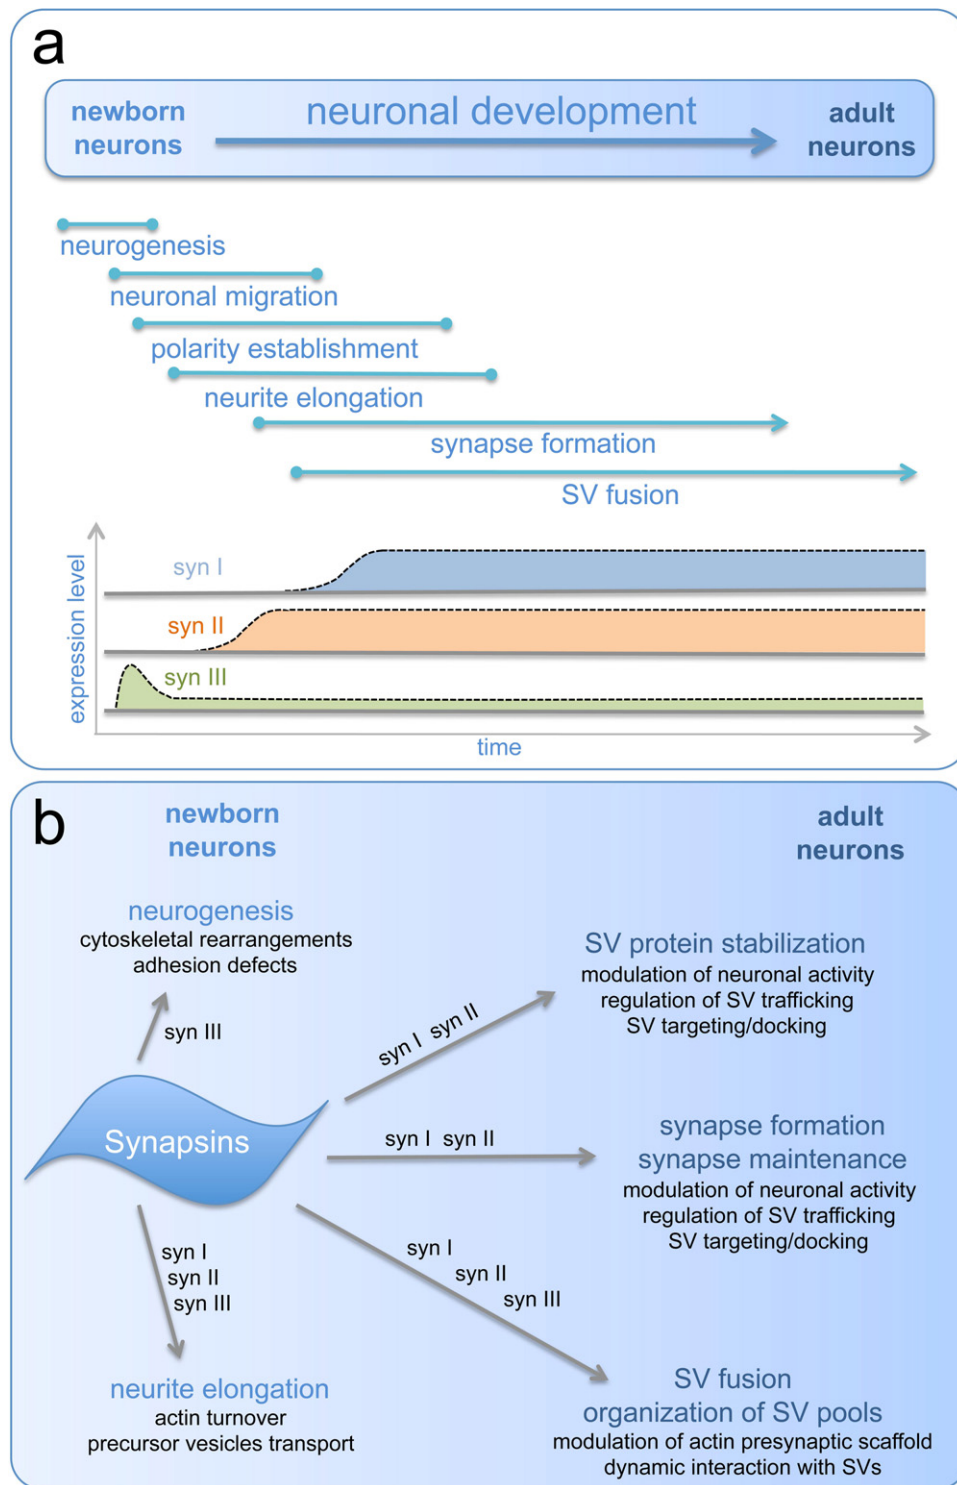 a
newborn
neurons
neuronal development
adult
neurons
neurogenesis
neuronal migration
polarity establishment
neurite elongation
synapse formation
SV fusion
expression level
syn I
syn II
syn III
time
b
newborn
neurons
adult
neurons
neurogenesis
cytoskeletal rearrangements
adhesion defects
syn III
SV protein stabilization
modulation of neuronal activity
regulation of SV trafficking
SV targeting/docking
syn I syn II
Synapsins
syn I syn II
synapse formation
synapse maintenance
modulation of neuronal activity
regulation of SV trafficking
SV targeting/docking
syn I
syn II
syn III
syn I
syn II
syn III
neurite elongation
actin turnover
precursor vesicles transport
SV fusion
organization of SV pools
modulation of actin presynaptic scaffold
dynamic interaction with SVs